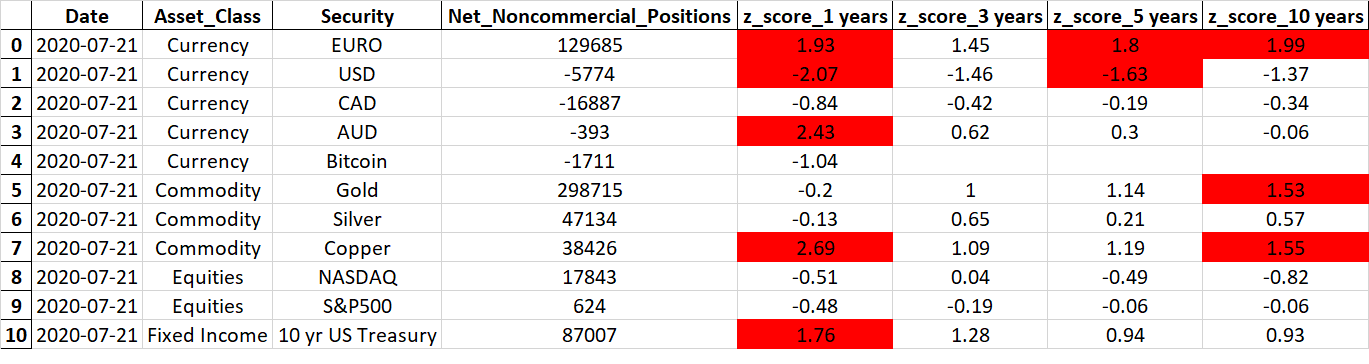 Date Asset_Class Security Net_Noncommercial_Positions z_score_1 years z_score_3 years z_score_5 years z_score_10 years
0 2020-07-21 Currency EURO 129685 1.93 1.45 1.8 1.99
1 2020-07-21 Currency USD -5774 -2.07 -1.46 -1.63 -1.37
2 2020-07-21 Currency CAD -16887 -0.84 -0.42 -0.19 -0.34
3 2020-07-21 Currency AUD -393 2.43 0.62 0.3 -0.06
4 2020-07-21 Currency Bitcoin -1711 -1.04
5 2020-07-21 Commodity Gold 298715 -0.2 1 1.14 1.53
6 2020-07-21 Commodity Silver 47134 -0.13 0.65 0.21 0.57
7 2020-07-21 Commodity Copper 38426 2.69 1.09 1.19 1.55
8 2020-07-21 Equities NASDAQ 17843 -0.51 0.04 -0.49 -0.82
9 2020-07-21 Equities S&P500 624 -0.48 -0.19 -0.06 -0.06
10 2020-07-21 Fixed Income 10 yr US Treasury 87007 1.76 1.28 0.94 0.93